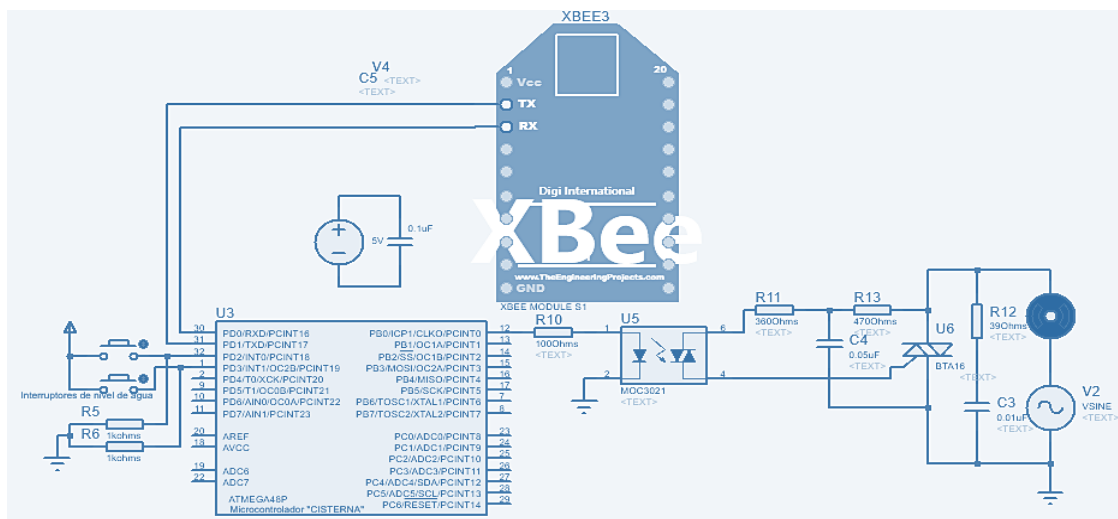 XBEE3
V4 <TEXT>
C5
<TEXT>
1
20
Vcc
TX
RX
Digi International
XBee
www.TheEngineeringProjects.com
GND
XBEE MODULE S1
5V
0.1uF
U3
30 PD0/RXD/PCINT16
31 PD1/TXD/PCINT17
32 PD2/INT0/PCINT18
1 PD3/INT1/OC2B/PCINT19
2 PD4/T0/XCK/PCINT20
9 PD5/T1/OC0B/PCINT21
10 PD6/AIN0/OC0A/PCINT22
11 PD7/AIN1/PCINT23
20 AREF
18 AVCC
19 ADC6
22 ADC7
PB0/ICP1/CLKO/PCINT0 12
PB1/OC1A/PCINT1 13
PB2/SS/OC1B/PCINT2 14
PB3/MOSI/OC2A/PCINT3 15
PB4/MISO/PCINT4 16
PB5/SCK/PCINT5 17
PB6/TOSC1/XTAL1/PCINT6 7
PB7/TOSC2/XTAL2/PCINT7 8
PC0/ADC0/PCINT8 23
PC1/ADC1/PCINT9 24
PC2/ADC2/PCINT10 25
PC3/ADC3/PCINT11 26
PC4/ADC4/SDA/PCINT12 27
PC5/ADC5/SCL/PCINT13 28
PC6/RESET/PCINT14 29
ATMEGA48P
Microcontrolador "CISTERNA"
Interruptores de nível de água
R5
1kohms
R6
1kohms
R10
100Ohms
<TEXT>
U5
1
2
6
4
MOC3021
<TEXT>
R11
360Ohms
<TEXT>
R13
470Ohms
<TEXT>
C4
0.05uF
<TEXT>
U6
BTA16
<TEXT>
R12
39Ohms
<TEXT>
C3
0.01uF
<TEXT>
V2
VSINE
<TEXT>